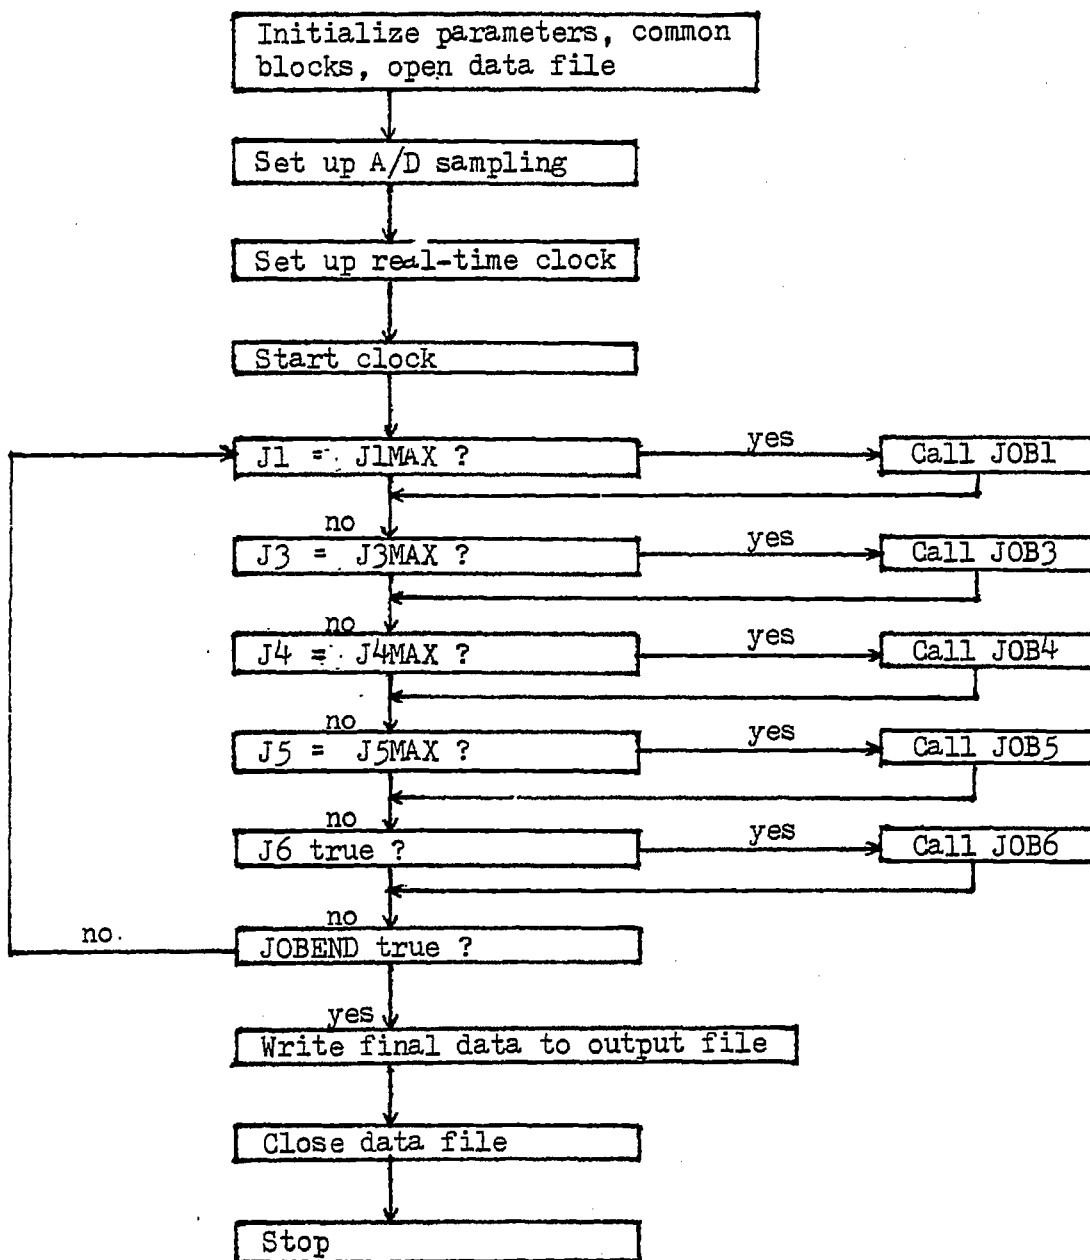 Initialize parameters, common
blocks, open data file
Set up A/D sampling
Set up real-time clock
Start clock
J1 = J1MAX ?
yes
Call JOB1
no
J3 = J3MAX ?
yes
Call JOB3
no
J4 = J4MAX ?
yes
Call JOB4
no
J5 = J5MAX ?
yes
Call JOB5
no
J6 true ?
yes
Call JOB6
no
JOBEND true ?
no.
yes
Write final data to output file
Close data file
Stop